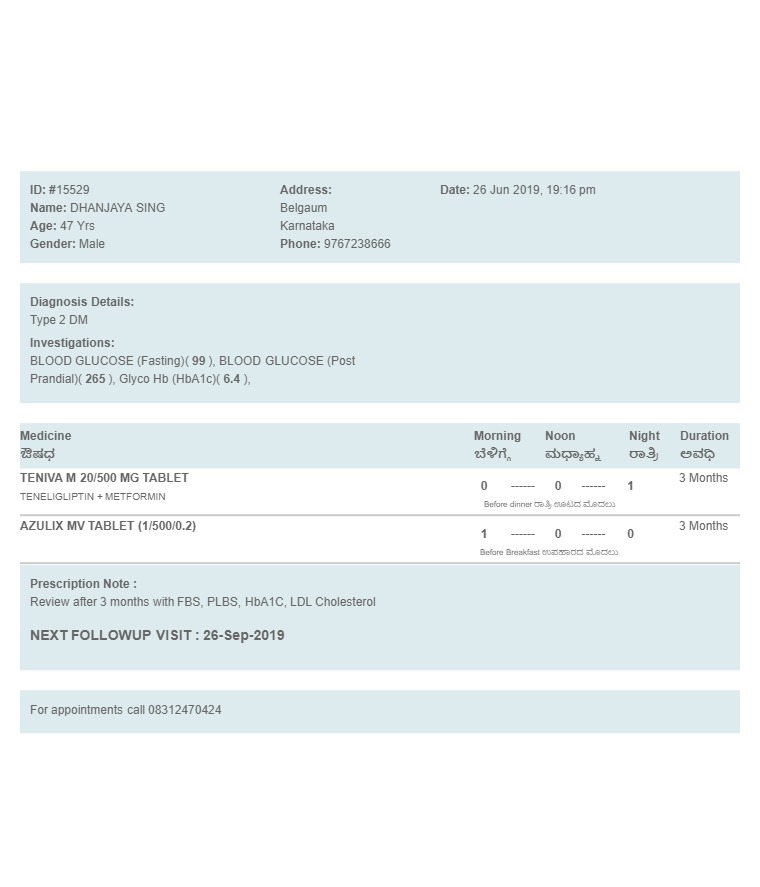 ID: #15529
Name: DHANJAYA SING
Age: 47 Yrs
Gender: Male
Address:
Belgaum
Karnataka
Phone: 9767238666
Date: 26 Jun 2019, 19:16 pm
Diagnosis Details:
Type 2 DM
Investigations:
BLOOD GLUCOSE (Fasting)( 99 ), BLOOD GLUCOSE (Post
Prandial)( 265 ), Glyco Hb (HbA1c)( 6.4 ),
Medicine Morning Noon Night Duration
ಔಷಧ ಬೆಳಿಗ್ಗೆ ಮಧ್ಯಾಹ್ನ ರಾತ್ರಿ ಅವಧಿ
TENIVA M 20/500 MG TABLET 0 ------ 0 ------ 1 3 Months
TENELIGLIPTIN + METFORMIN
Before dinner ರಾತ್ರಿ ಊಟದ ಮೊದಲು
AZULIX MV TABLET (1/500/0.2) 1 ------ 0 ------ 0 3 Months
Before Breakfast ಉಪಹಾರದ ಮೊದಲು
Prescription Note :
Review after 3 months with FBS, PLBS, HbA1C, LDL Cholesterol
NEXT FOLLOWUP VISIT : 26-Sep-2019
For appointments call 08312470424